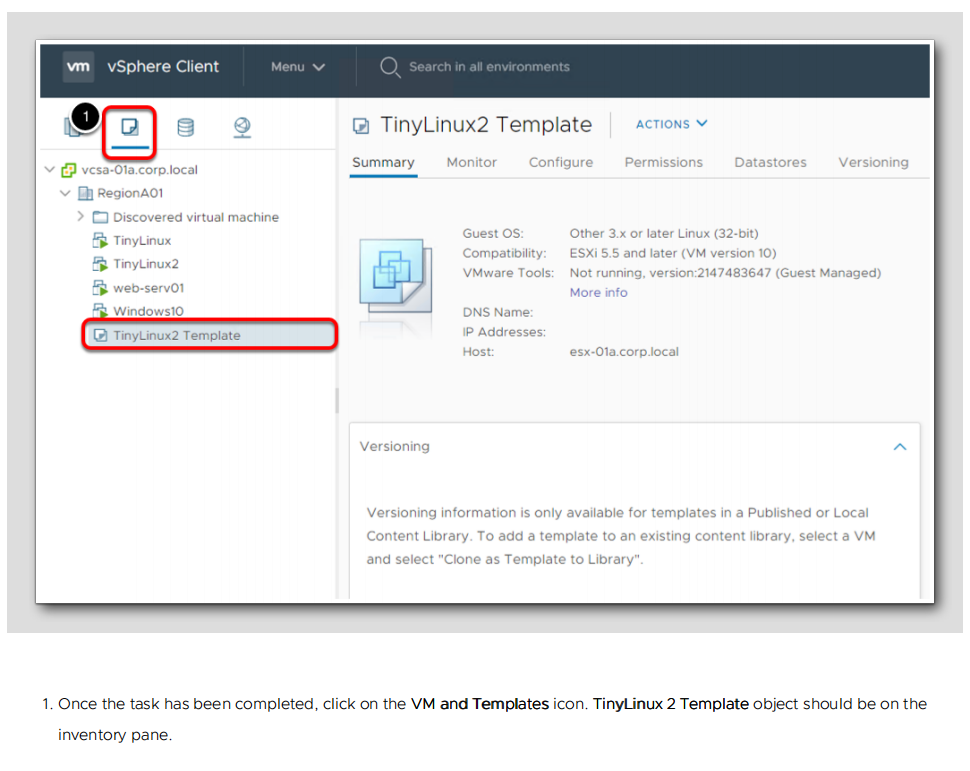 vm vSphere Client Menu Search in all environments
1
TinyLinux2 Template ACTIONS
Summary Monitor Configure Permissions Datastores Versioning
vcsa-01a.corp.local
RegionA01
Discovered virtual machine
TinyLinux
TinyLinux2
web-serv01
Windows10
TinyLinux2 Template
Guest OS: Other 3.x or later Linux (32-bit)
Compatibility: ESXi 5.5 and later (VM version 10)
VMware Tools: Not running, version:2147483647 (Guest Managed)
More info
DNS Name:
IP Addresses:
Host: esx-01a.corp.local
Versioning
Versioning information is only available for templates in a Published or Local
Content Library. To add a template to an existing content library, select a VM
and select "Clone as Template to Library".
1. Once the task has been completed, click on the VM and Templates icon. TinyLinux 2 Template object should be on the
inventory pane.